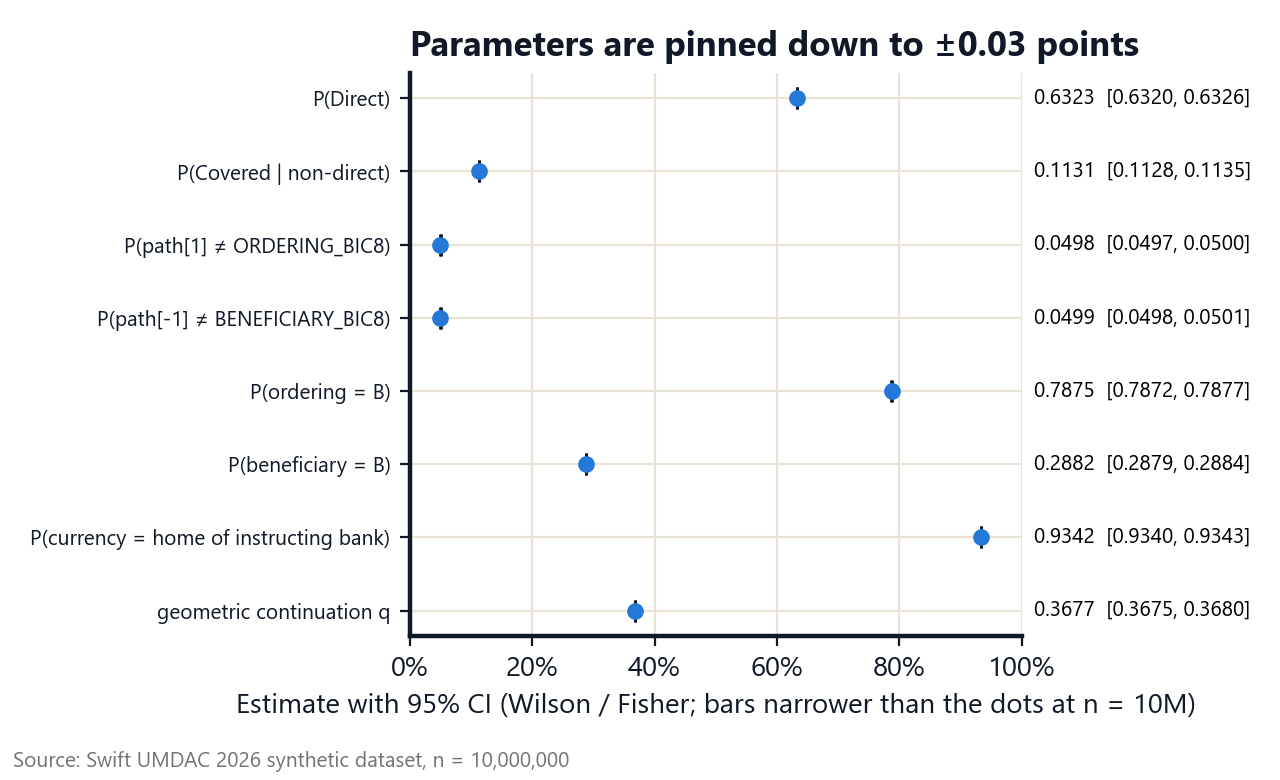 Parameters are pinned down to ±0.03 points
P(Direct)
0.6323 [0.6320, 0.6326]
P(Covered | non-direct)
0.1131 [0.1128, 0.1135]
P(path[1] ≠ ORDERING_BIC8)
0.0498 [0.0497, 0.0500]
P(path[-1] ≠ BENEFICIARY_BIC8)
0.0499 [0.0498, 0.0501]
P(ordering = B)
0.7875 [0.7872, 0.7877]
P(beneficiary = B)
0.2882 [0.2879, 0.2884]
P(currency = home of instructing bank)
0.9342 [0.9340, 0.9343]
geometric continuation q
0.3677 [0.3675, 0.3680]
0% 20% 40% 60% 80% 100%
Estimate with 95% CI (Wilson / Fisher; bars narrower than the dots at n = 10M)
Source: Swift UMDAC 2026 synthetic dataset, n = 10,000,000